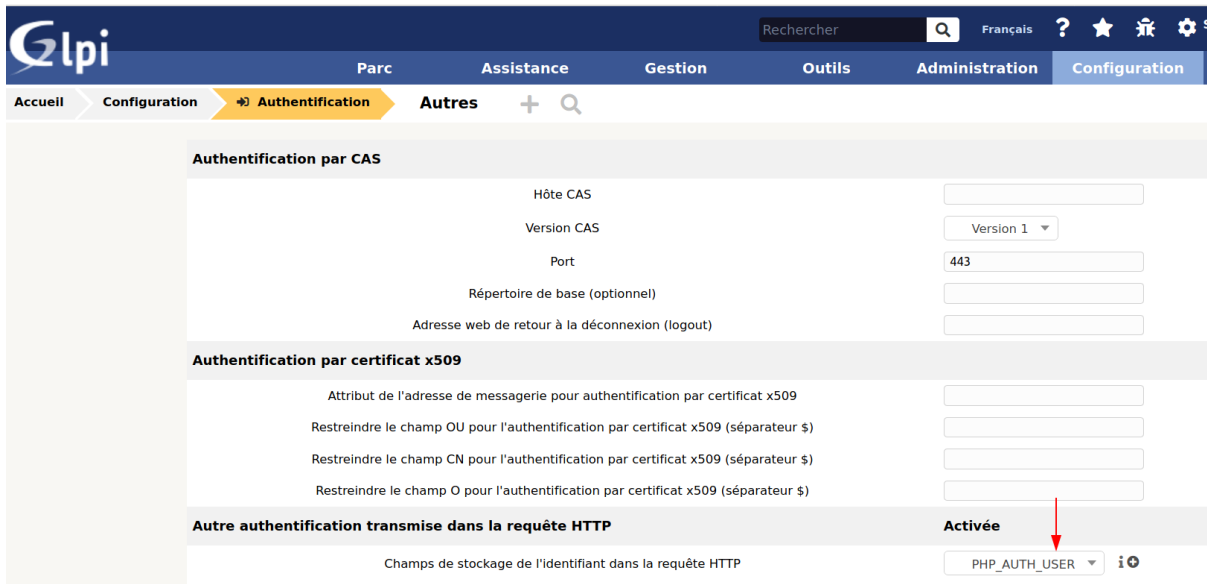 Glpi
Rechercher Français ? S
Parc Assistance Gestion Outils Administration Configuration
Accueil Configuration Authentification Autres
Authentification par CAS
Hôte CAS
Version CAS Version 1
Port 443
Répertoire de base (optionnel)
Adresse web de retour à la déconnexion (logout)
Authentification par certificat x509
Attribut de l'adresse de messagerie pour authentification par certificat x509
Restreindre le champ OU pour l'authentification par certificat x509 (séparateur $)
Restreindre le champ CN pour l'authentification par certificat x509 (séparateur $)
Restreindre le champ O pour l'authentification par certificat x509 (séparateur $)
Autre authentification transmise dans la requête HTTP Activée
Champs de stockage de l'identifiant dans la requête HTTP PHP_AUTH_USER